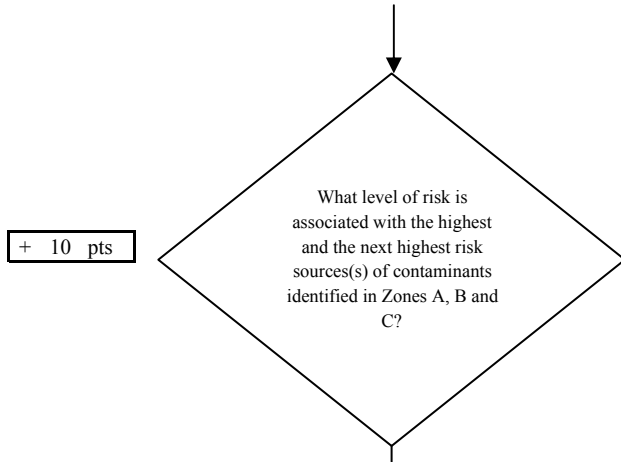 What level of risk is
associated with the highest
and the next highest risk
sources(s) of contaminants
identified in Zones A, B and
C?
+ 10 pts